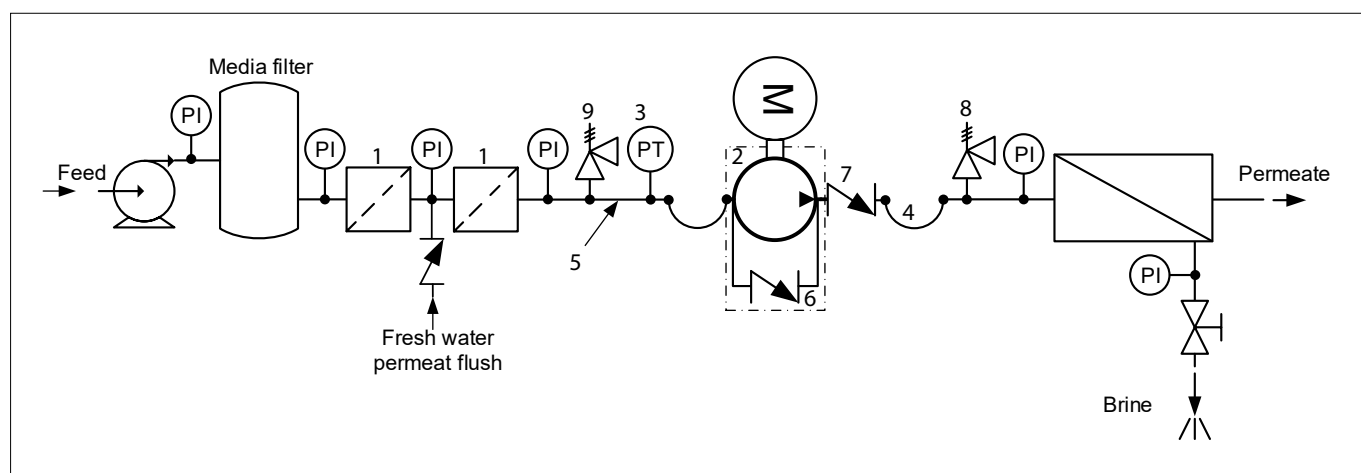 Media filter
Feed
PI
PI
1
PI
1
PI
9
3
PT
5
M
2
6
7
4
8
PI
Permeate
PI
Brine
Fresh water
permeat flush